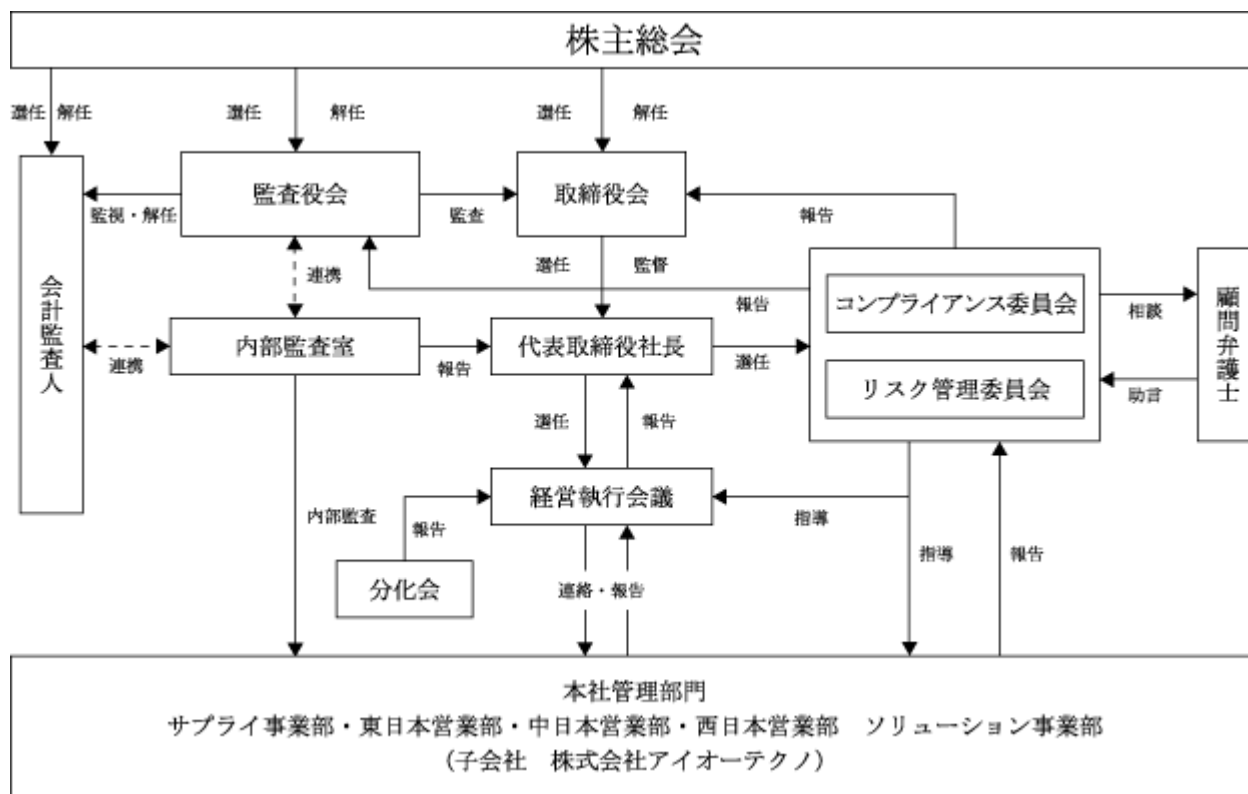 株主総会
選任 解任
選任 解任
選任 解任
監査役会
取締役会
監視・解任
監査
報告
連携
選任 監督
報告
会計監査人
コンプライアンス委員会
相談
顧問弁護士
連携
内部監査室
報告
代表取締役社長
選任
リスク管理委員会
助言
選任
報告
経営執行会議
内部監査
報告
指導
指導
報告
分化会
連絡・報告
本社管理部門
サプライ事業部・東日本営業部・中日本営業部・西日本営業部 ソリューション事業部
(子会社 株式会社アイオーテクノ)